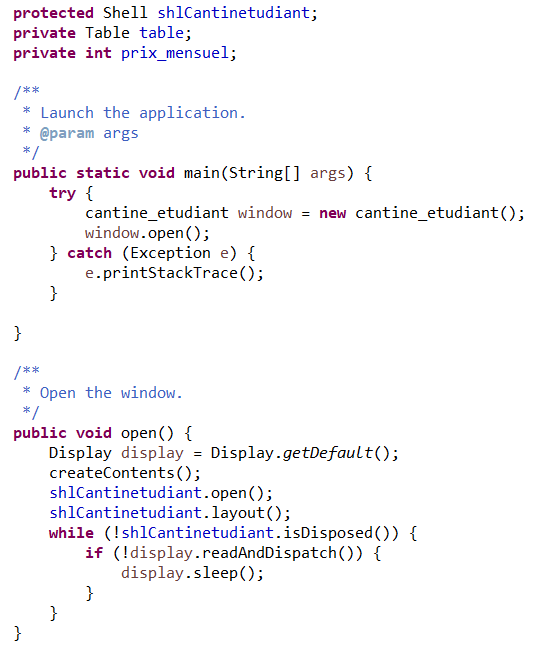 protected Shell shlCantinetudiant;
private Table table;
private int prix_mensuel;

/**
 * Launch the application.
 * @param args
 */
public static void main(String[] args) {
    try {
        cantine_etudiant window = new cantine_etudiant();
        window.open();
    } catch (Exception e) {
        e.printStackTrace();
    }

}

/**
 * Open the window.
 */
public void open() {
    Display display = Display.getDefault();
    createContents();
    shlCantinetudiant.open();
    shlCantinetudiant.layout();
    while (!shlCantinetudiant.isDisposed()) {
        if (!display.readAndDispatch()) {
            display.sleep();
        }
    }
}